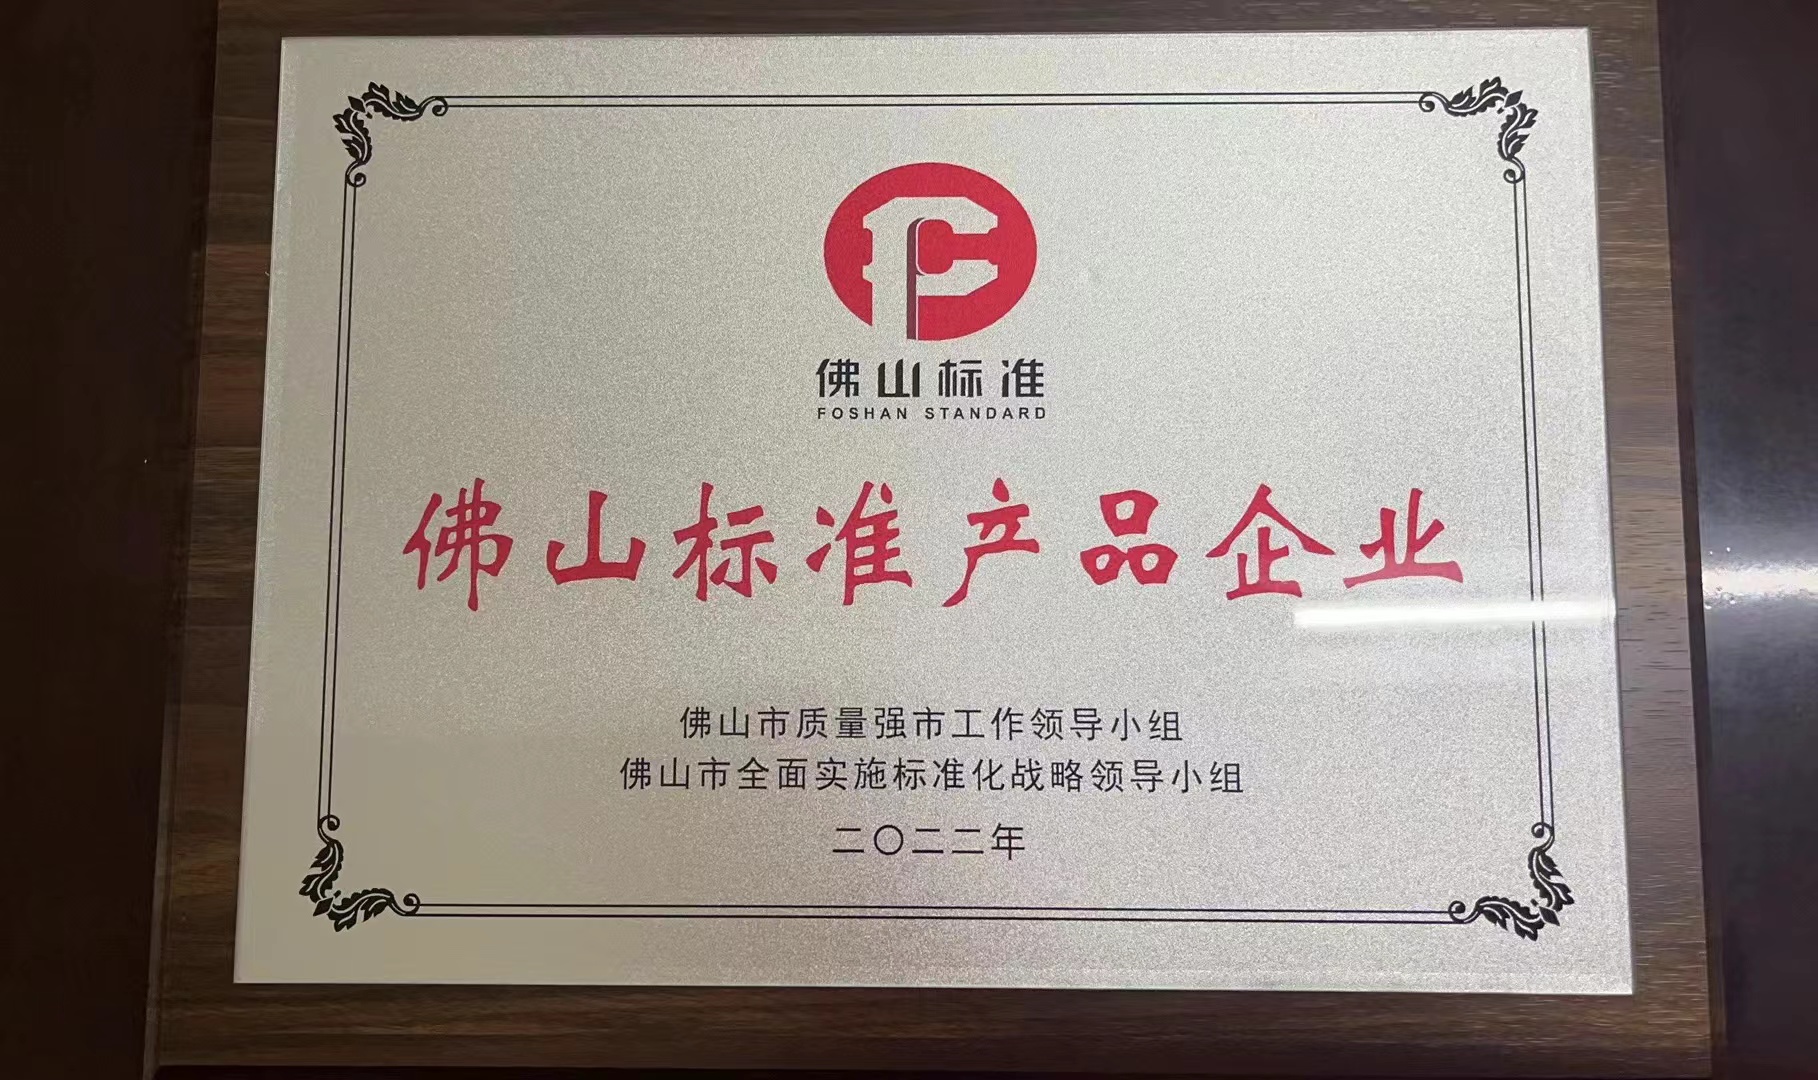 佛山标准
FOSHAN STANDARD
佛山标准产品企业
佛山市质量强市工作领导小组
佛山市全面实施标准化战略领导小组
二〇二二年